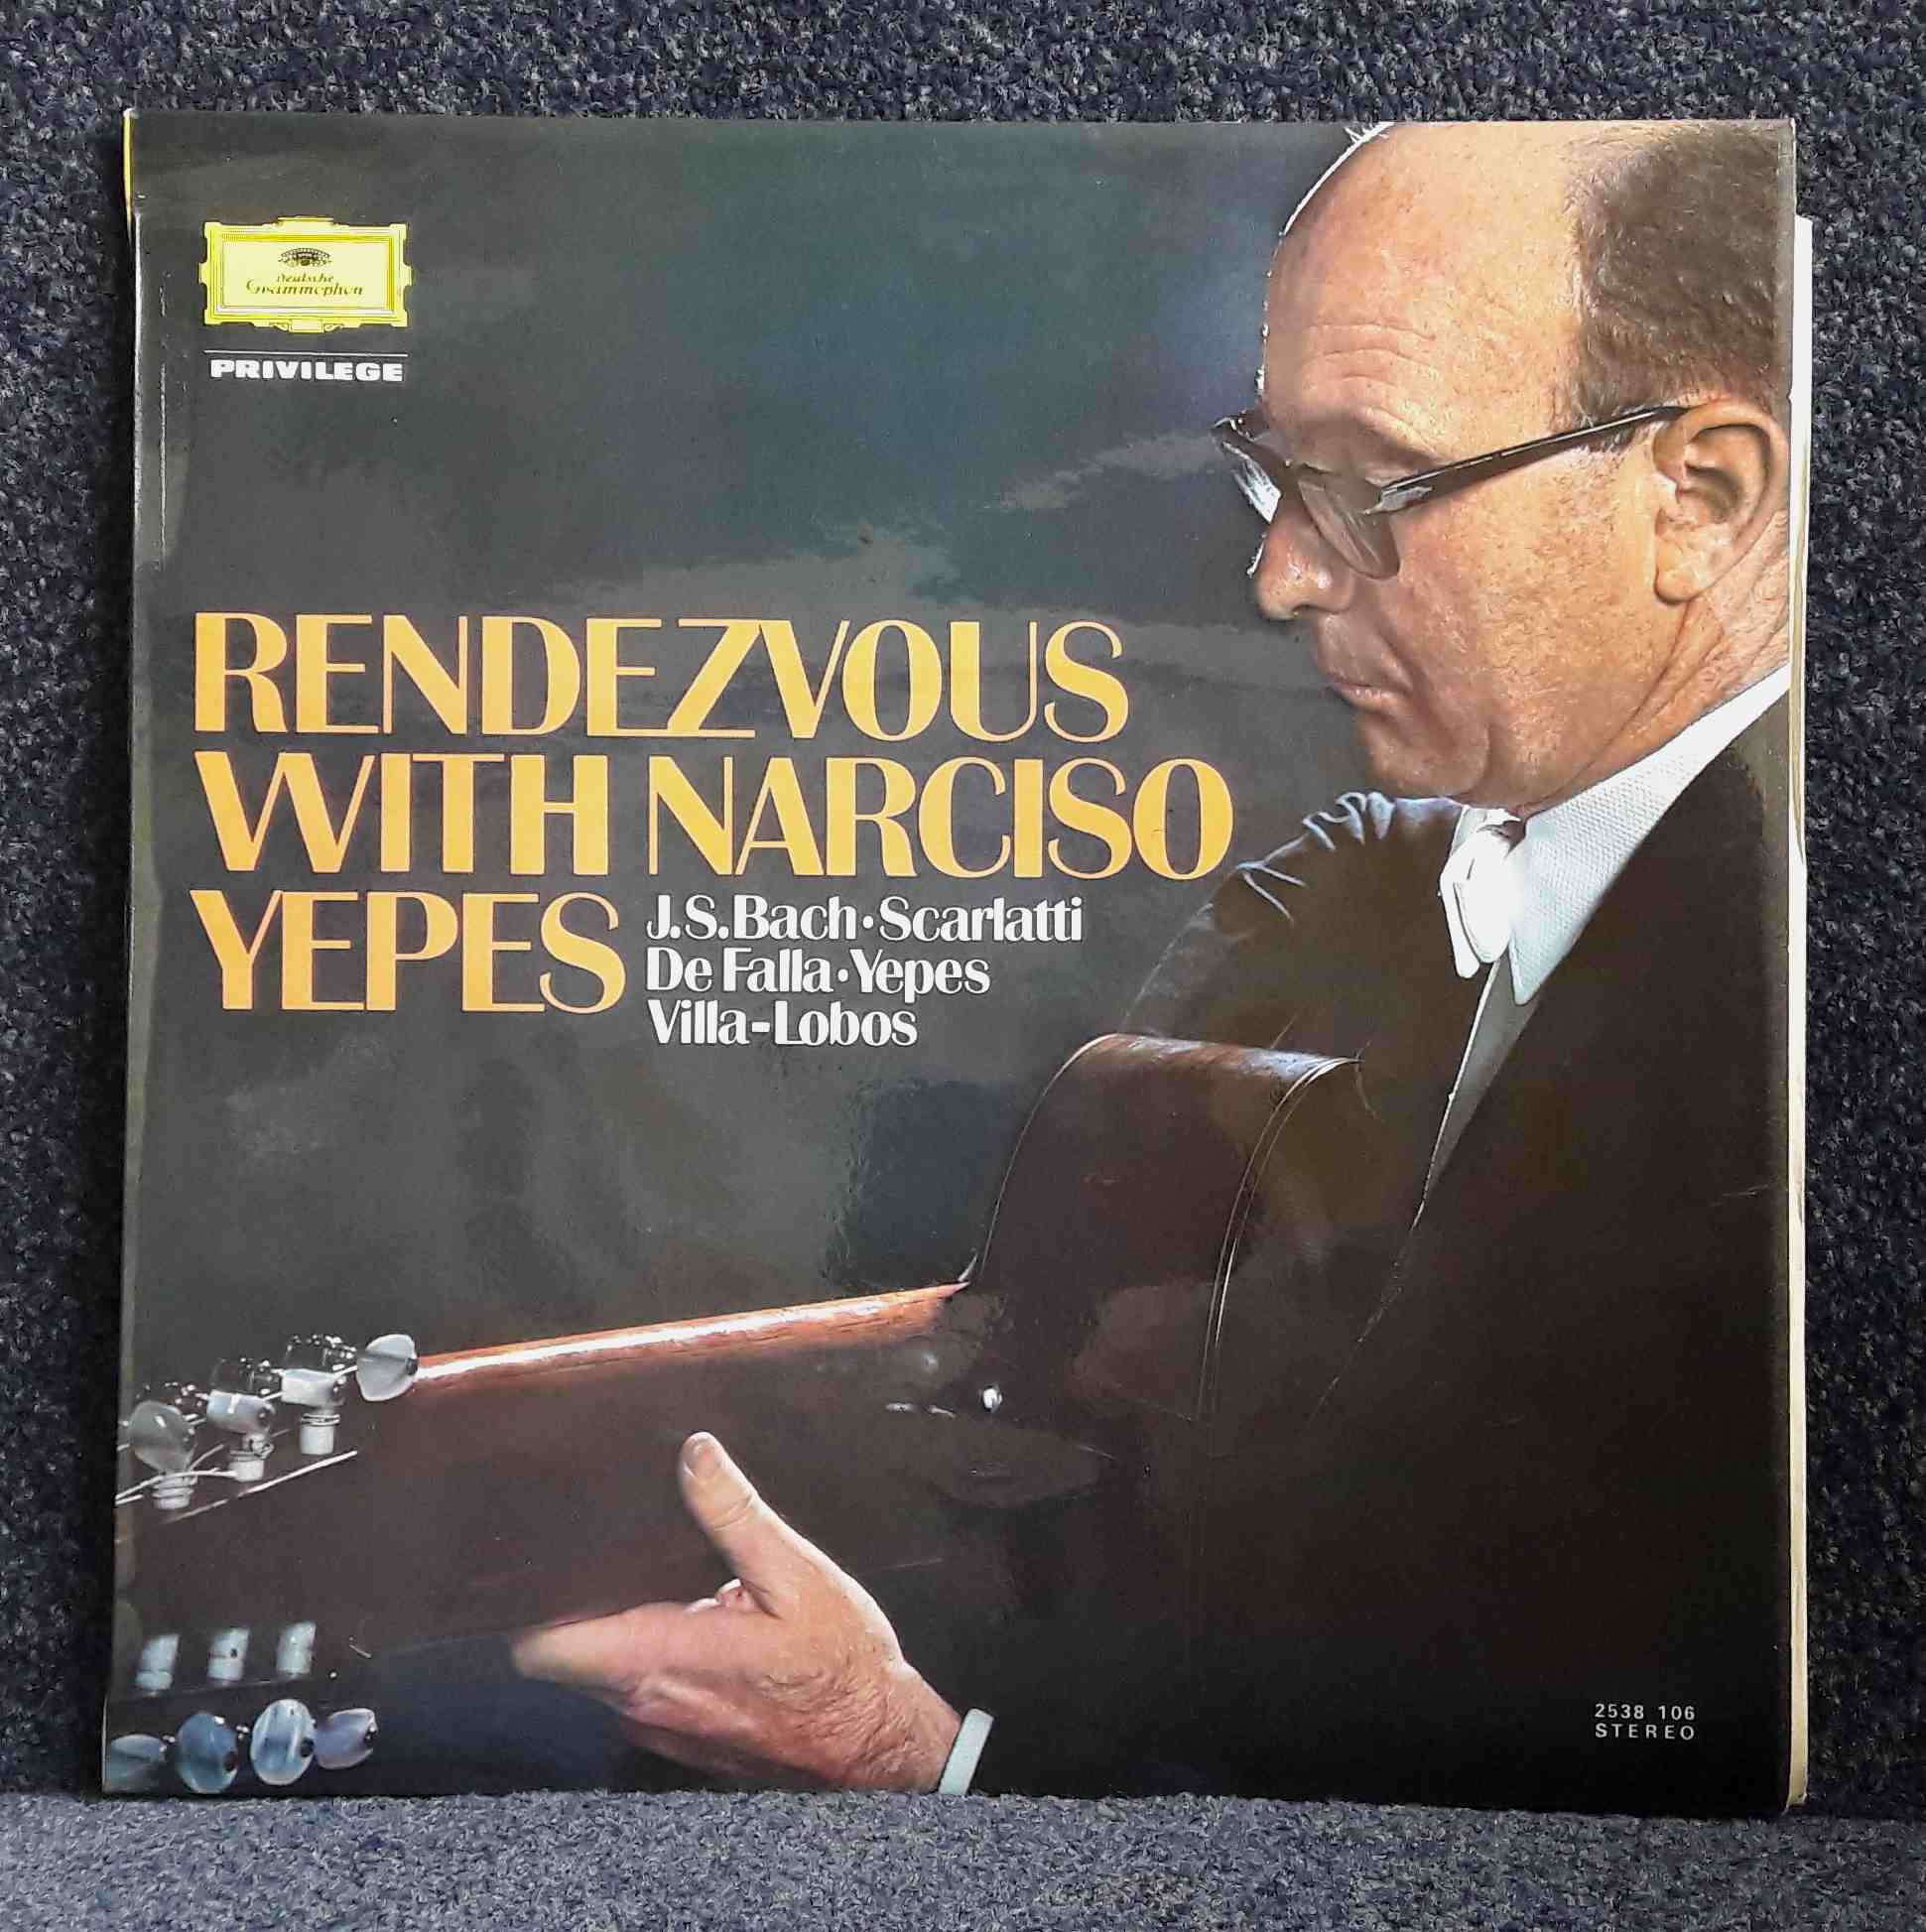 Deutsche
Grammophon
PRIVILEGE
RENDEZVOUS
WITH NARCISO
YEPES
J.S.Bach·Scarlatti
De Falla·Yepes
Villa-Lobos
2538 106
STEREO